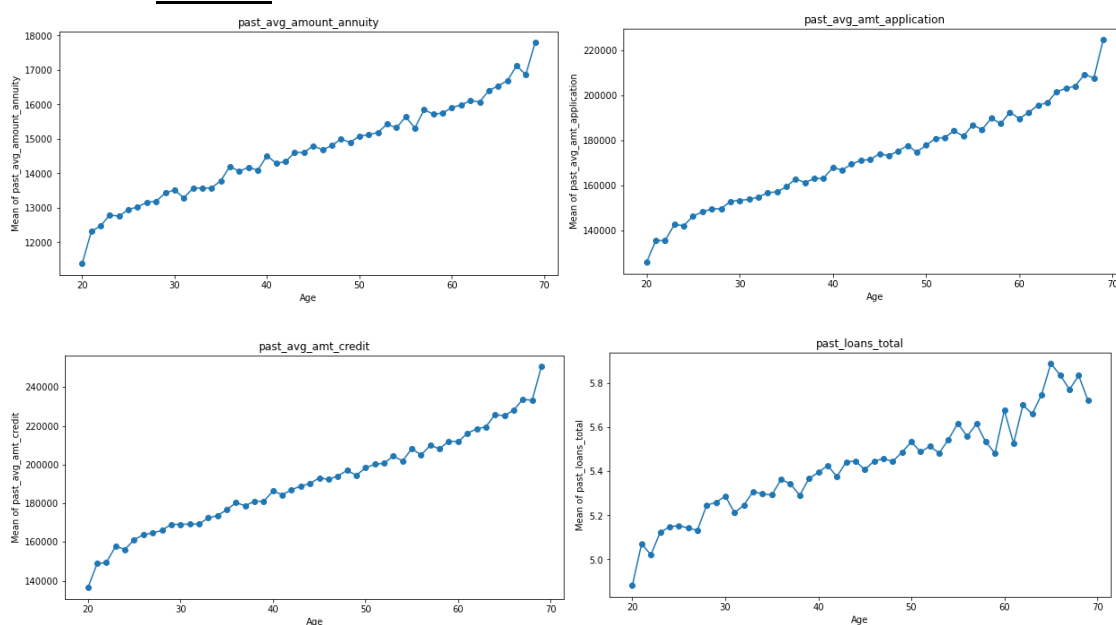 past_avg_amount_annuity
18000
17000
16000
15000
14000
13000
12000
Mean of past_avg_amount_annuity
20 30 40 50 60 70
Age
past_avg_amt_application
220000
200000
180000
160000
140000
Mean of past_avg_amt_application
20 30 40 50 60 70
Age
past_avg_amt_credit
240000
220000
200000
180000
160000
140000
Mean of past_avg_amt_credit
20 30 40 50 60 70
Age
past_loans_total
5.8
5.6
5.4
5.2
5.0
Mean of past_loans_total
20 30 40 50 60 70
Age